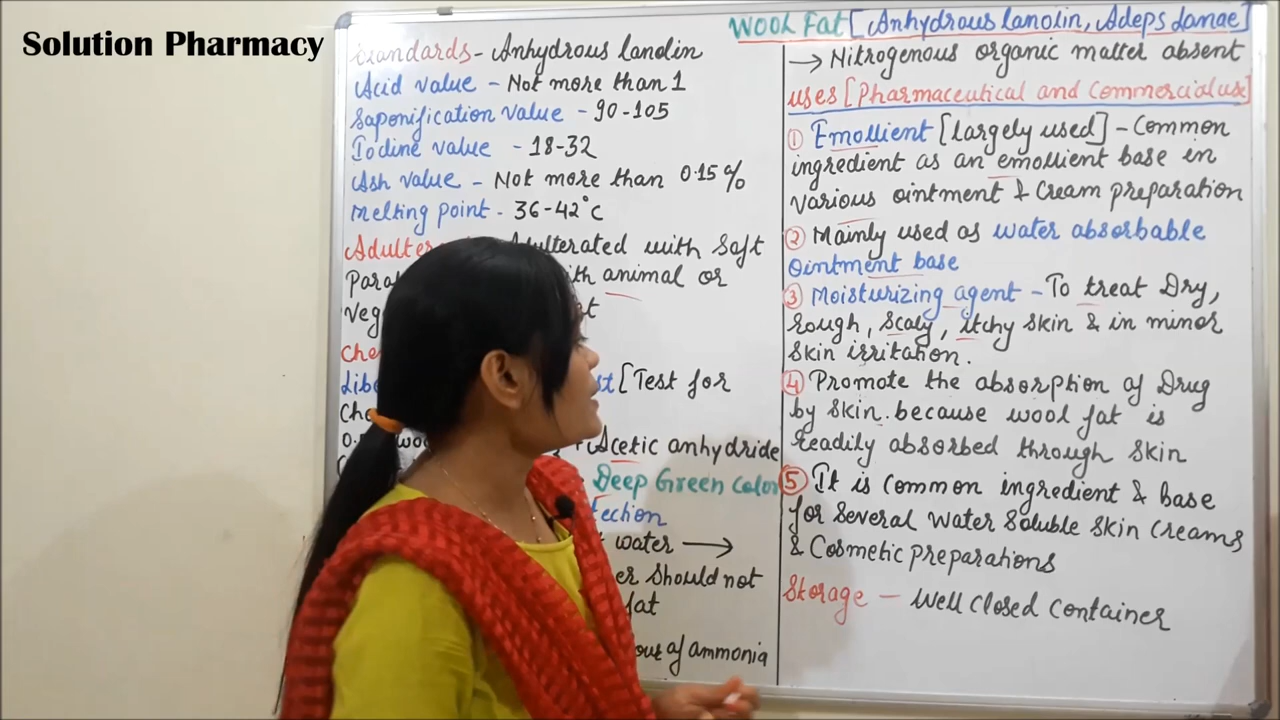 Solution Pharmacy
Wool Fat [Anhydrous lanolin, Adeps Lanae]
Standards - Anhydrous lanolin
Acid value - Not more than 1
Saponification value - 90-105
Iodine value - 18-32
Ash value - Not more than 0.15%
Melting point - 36-42°C
with Soft
animal or
[Test for
Acetic anhydride
Deep Green color
water →
Should not
fat
of ammonia
→ Nitrogenous organic matter absent
uses [Pharmaceutical and Commercial use]
① Emollient [largely used] - Common
ingredient as an emollient base in
various ointment & Cream preparation
② Mainly used as water absorbable
Ointment base
③ Moisturizing agent - To treat Dry,
Rough, Scaly, itchy skin & in minor
Skin irritation.
④ Promote the absorption of Drug
by Skin. because wool fat is
Readily absorbed through Skin
⑤ It is Common ingredient & base
for Several Water Soluble Skin Creams
& Cosmetic preparations
Storage - Well Closed Container